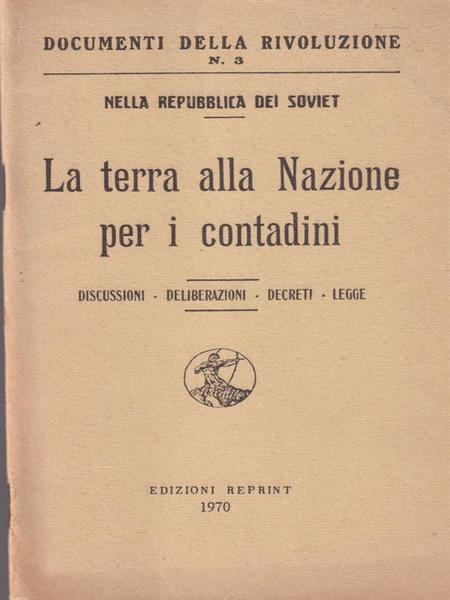 DOCUMENTI DELLA RIVOLUZIONE
N. 3
NELLA REPUBBLICA DEI SOVIET
La terra alla Nazione
per i contadini
DISCUSSIONI - DELIBERAZIONI - DECRETI - LEGGE
EDIZIONI REPRINT
1970